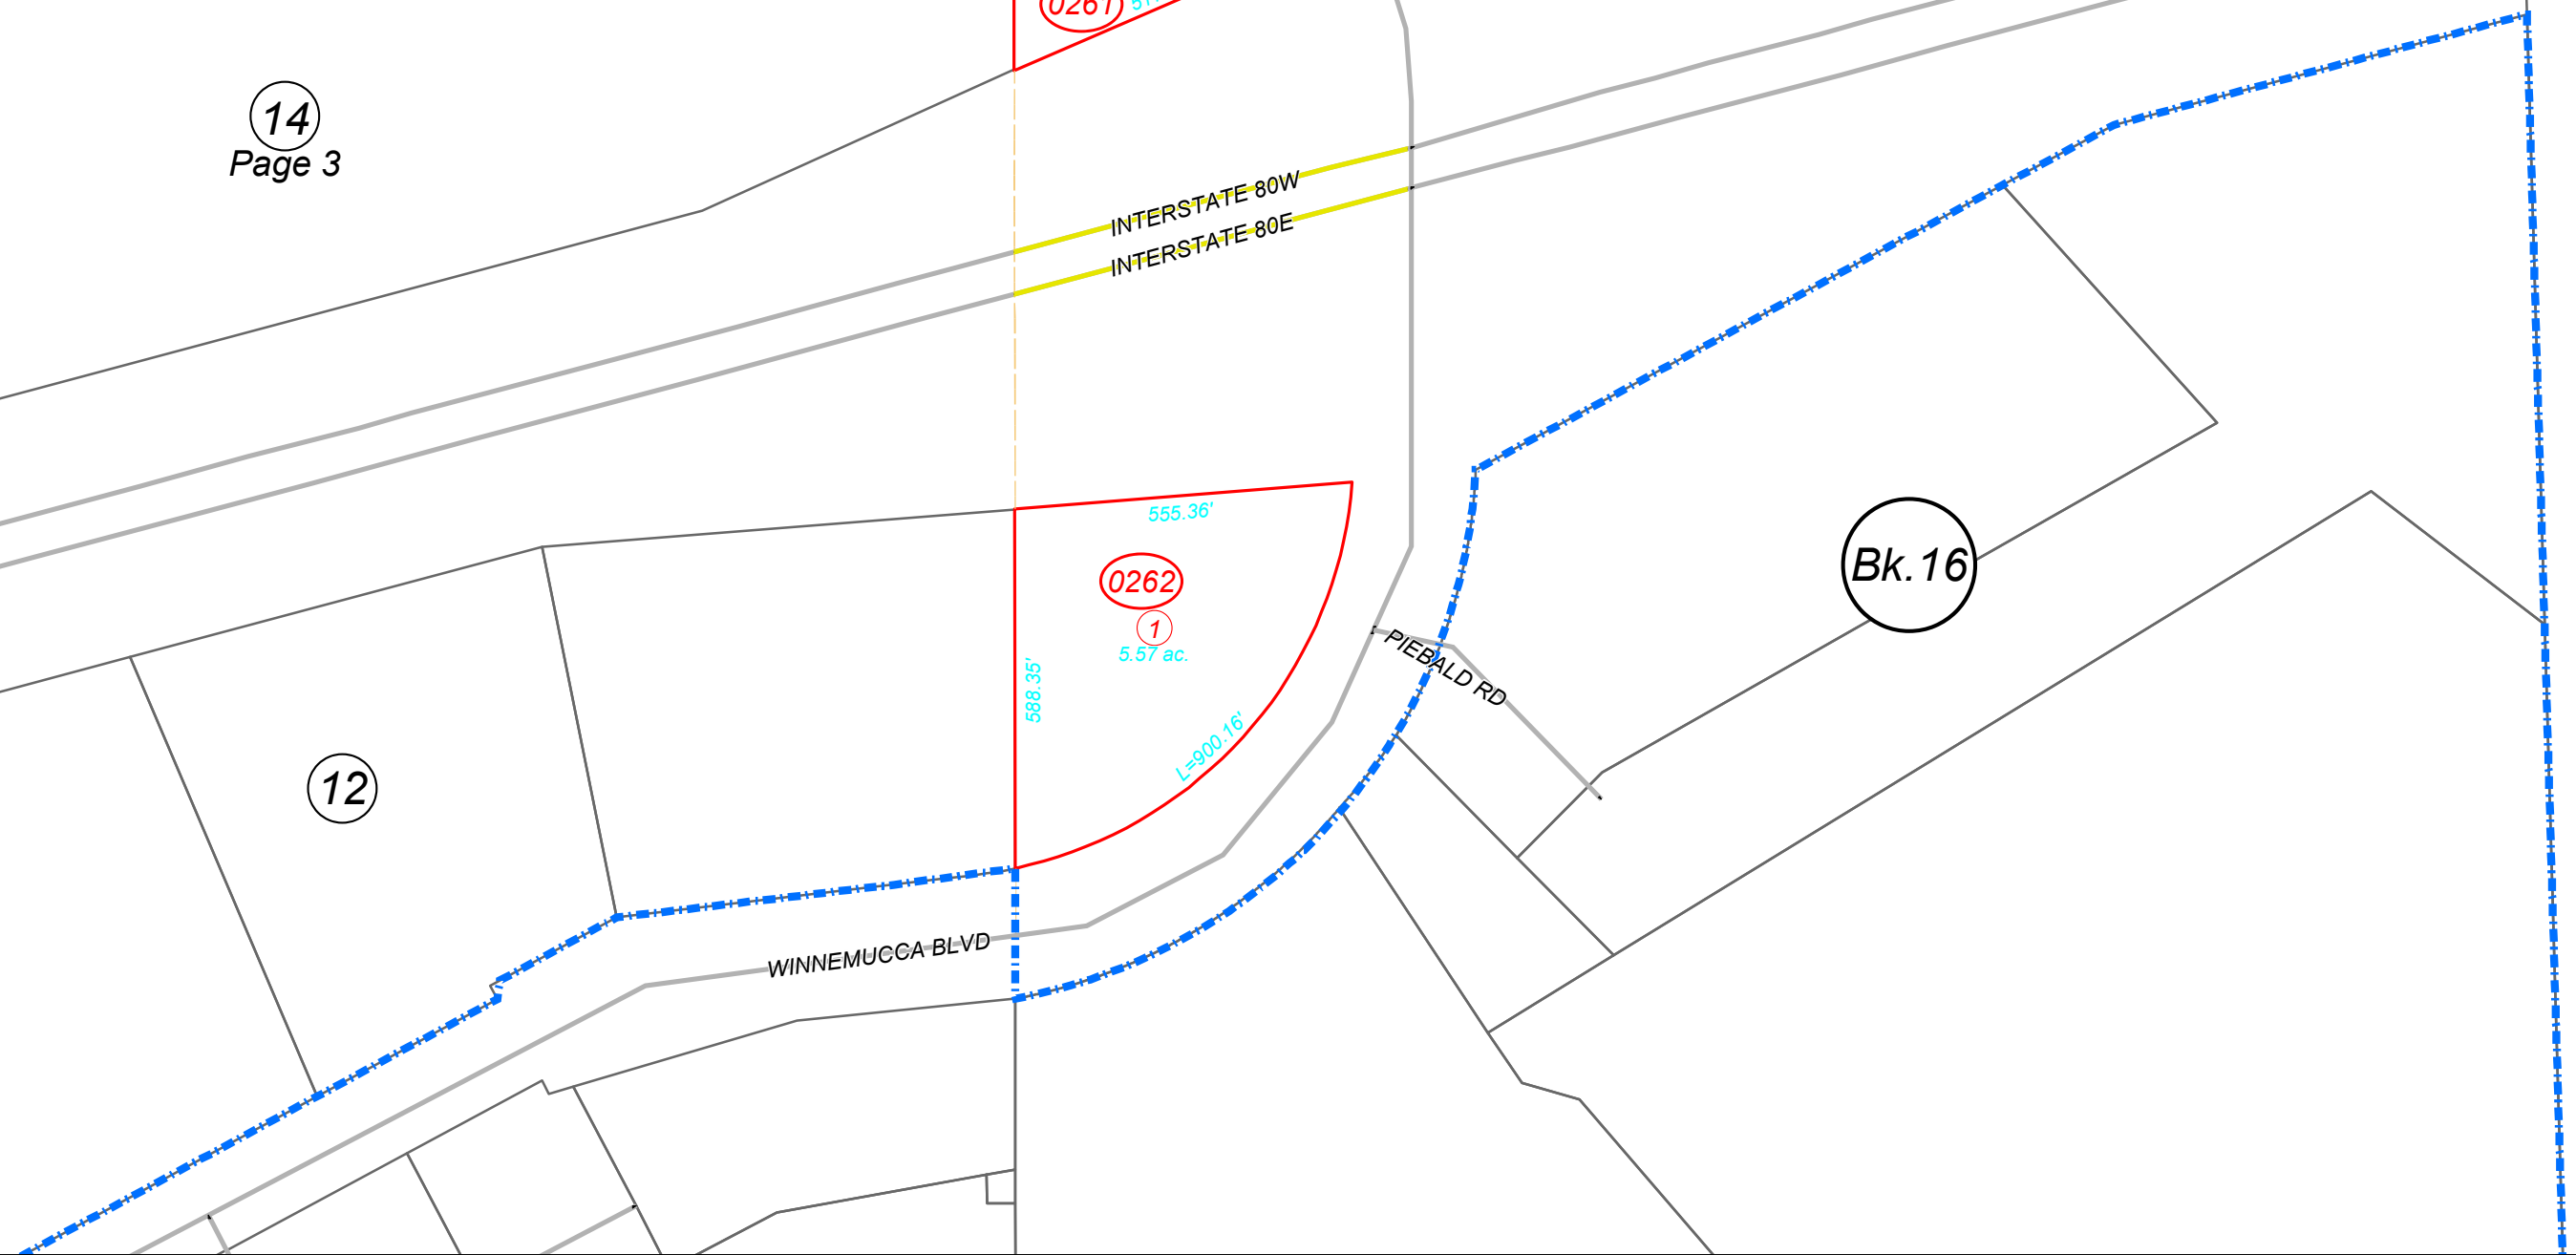 0261
14
Page 3
INTERSTATE 80W
INTERSTATE 80E
555.36'
0262
1
5.57 ac.
588.35'
L=900.16'
PIEBALD RD
Bk.16
12
WINNEMUCCA BLVD